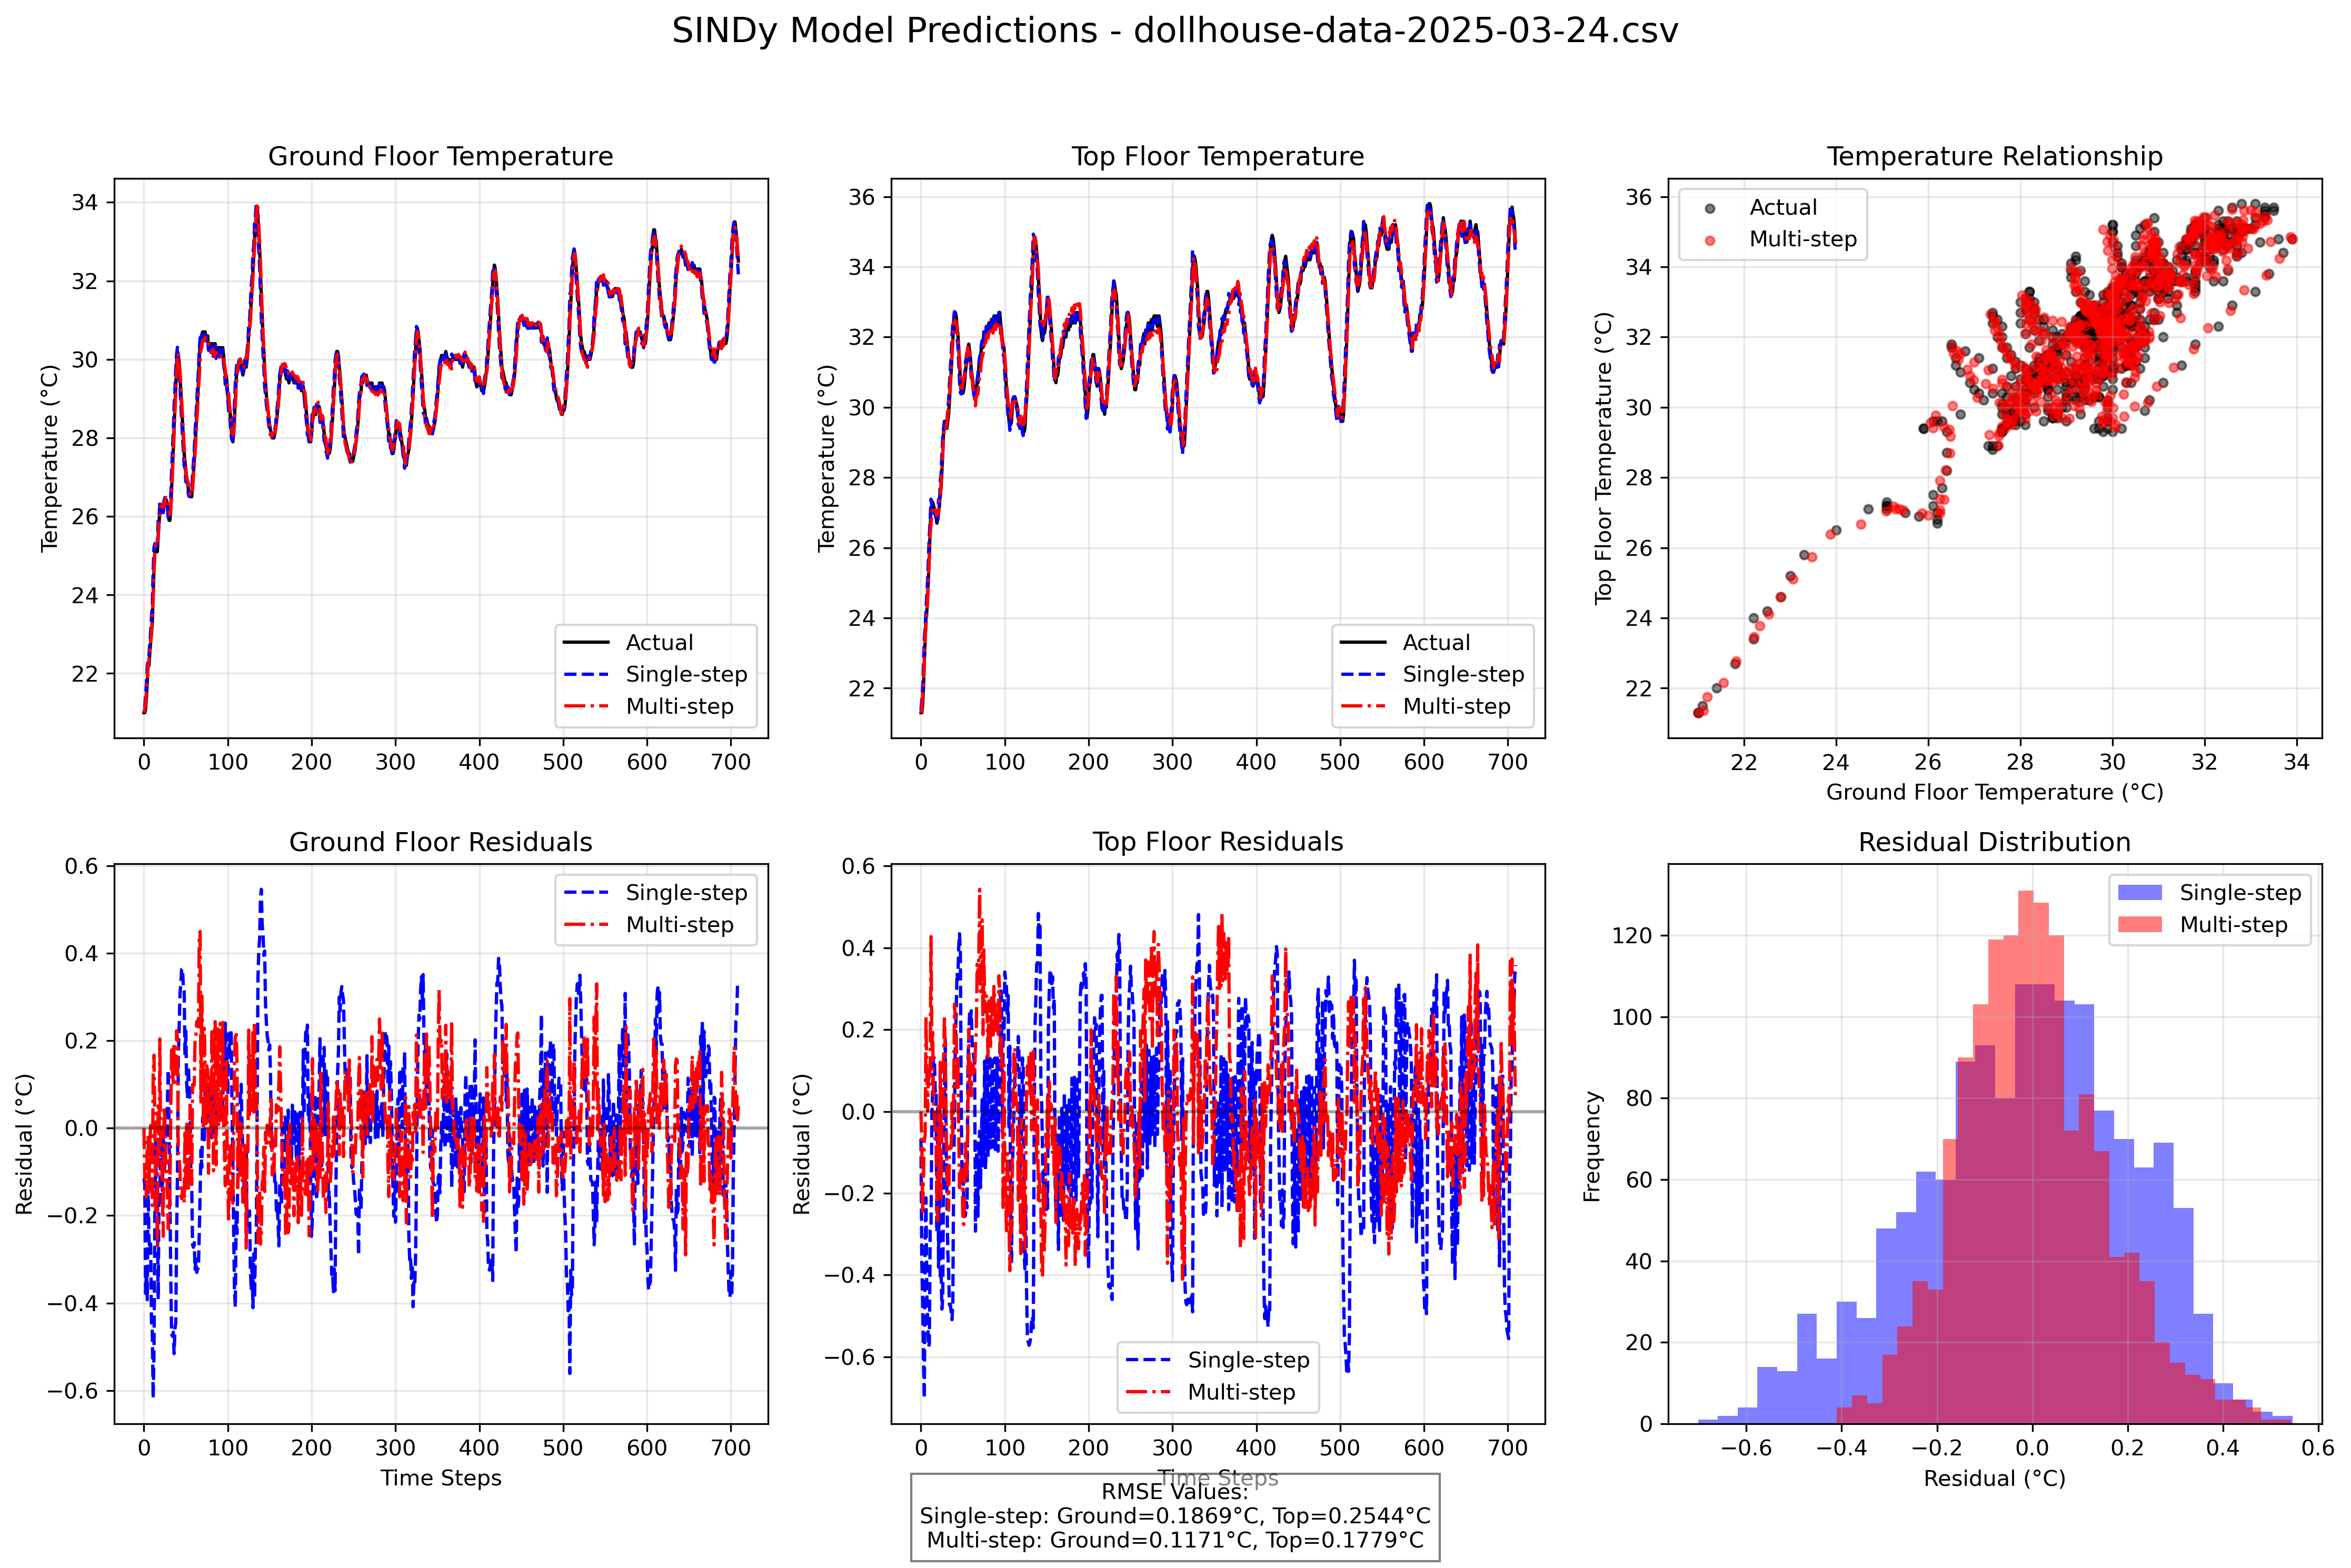 SINDy Model Predictions - dollhouse-data-2025-03-24.csv
Ground Floor Temperature
Temperature (°C)
34
32
30
28
26
24
22
0 100 200 300 400 500 600 700
Actual
Single-step
Multi-step
Top Floor Temperature
Temperature (°C)
36
34
32
30
28
26
24
22
0 100 200 300 400 500 600 700
Actual
Single-step
Multi-step
Temperature Relationship
Top Floor Temperature (°C)
36
34
32
30
28
26
24
22
22 24 26 28 30 32 34
Ground Floor Temperature (°C)
Actual
Multi-step
Ground Floor Residuals
Residual (°C)
0.6
0.4
0.2
0.0
−0.2
−0.4
−0.6
0 100 200 300 400 500 600 700
Time Steps
Single-step
Multi-step
Top Floor Residuals
Residual (°C)
0.6
0.4
0.2
0.0
−0.2
−0.4
−0.6
0 100 200 300 400 500 600 700
Time Steps
Single-step
Multi-step
Residual Distribution
Frequency
120
100
80
60
40
20
0
−0.6 −0.4 −0.2 0.0 0.2 0.4 0.6
Residual (°C)
Single-step
Multi-step
RMSE Values:
Single-step: Ground=0.1869°C, Top=0.2544°C
Multi-step: Ground=0.1171°C, Top=0.1779°C